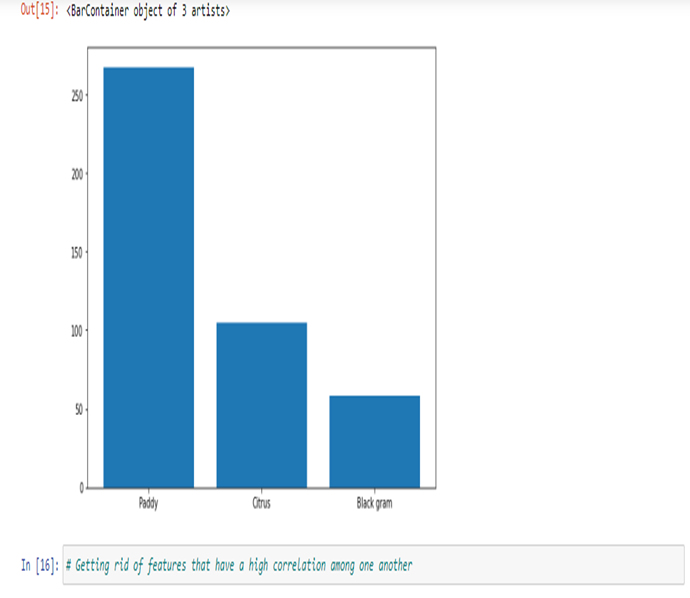 Out[15]: <BarContainer object of 3 artists>
250
200
150
100
50
0
Paddy Citrus Black gram
In [16]: # Getting rid of features that have a high correlation among one another